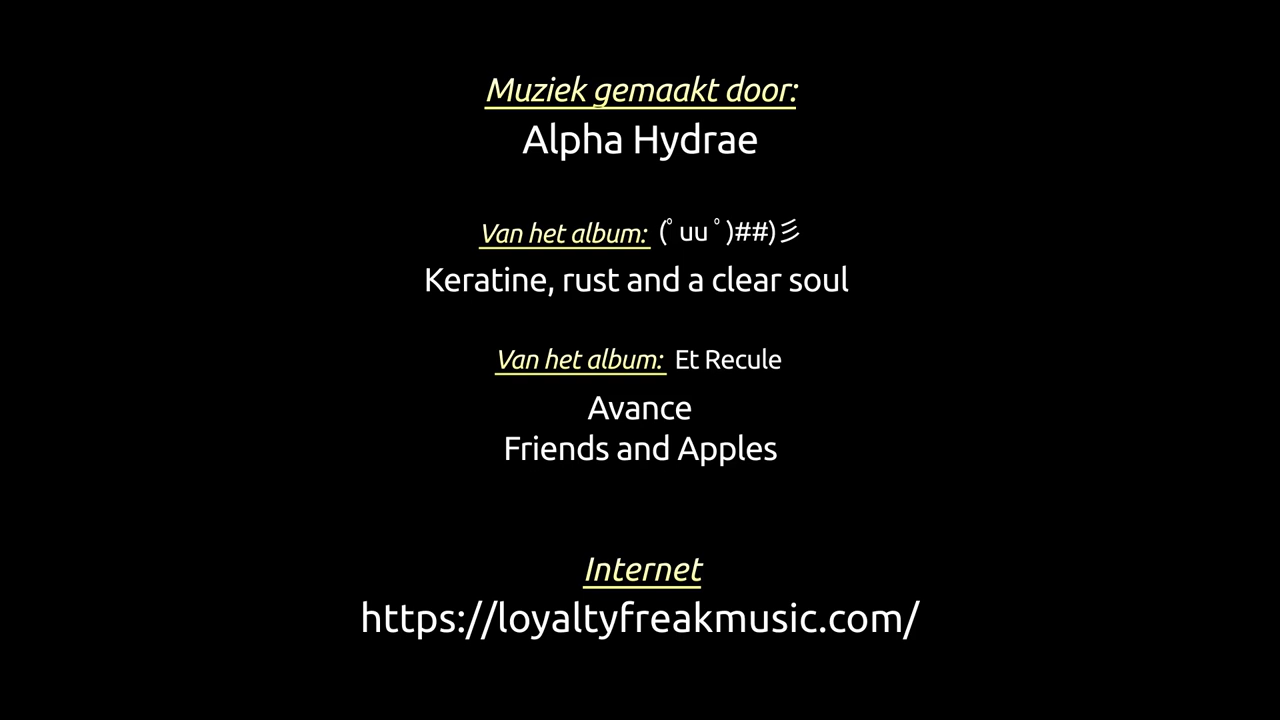 Muziek gemaakt door:
Alpha Hydrae
Van het album: (ﾟuuﾟ)##)彡
Keratine, rust and a clear soul
Van het album: Et Recule
Avance
Friends and Apples
Internet
https://loyaltyfreakmusic.com/